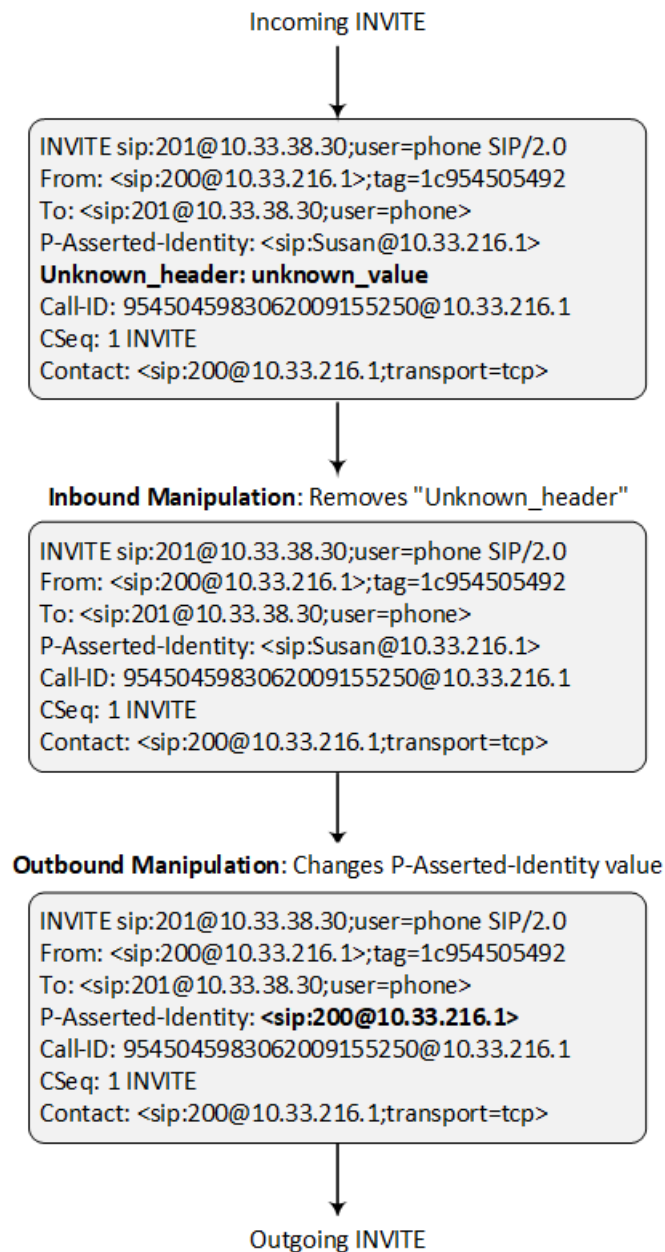 Incoming INVITE
INVITE sip:201@10.33.38.30;user=phone SIP/2.0
From: <sip:200@10.33.216.1>;tag=1c954505492
To: <sip:201@10.33.38.30;user=phone>
P-Asserted-Identity: <sip:Susan@10.33.216.1>
Unknown_header: unknown_value
Call-ID: 9545045983062009155250@10.33.216.1
CSeq: 1 INVITE
Contact: <sip:200@10.33.216.1;transport=tcp>
Inbound Manipulation: Removes "Unknown_header"
INVITE sip:201@10.33.38.30;user=phone SIP/2.0
From: <sip:200@10.33.216.1>;tag=1c954505492
To: <sip:201@10.33.38.30;user=phone>
P-Asserted-Identity: <sip:Susan@10.33.216.1>
Call-ID: 9545045983062009155250@10.33.216.1
CSeq: 1 INVITE
Contact: <sip:200@10.33.216.1;transport=tcp>
Outbound Manipulation: Changes P-Asserted-Identity value
INVITE sip:201@10.33.38.30;user=phone SIP/2.0
From: <sip:200@10.33.216.1>;tag=1c954505492
To: <sip:201@10.33.38.30;user=phone>
P-Asserted-Identity: <sip:200@10.33.216.1>
Call-ID: 9545045983062009155250@10.33.216.1
CSeq: 1 INVITE
Contact: <sip:200@10.33.216.1;transport=tcp>
Outgoing INVITE